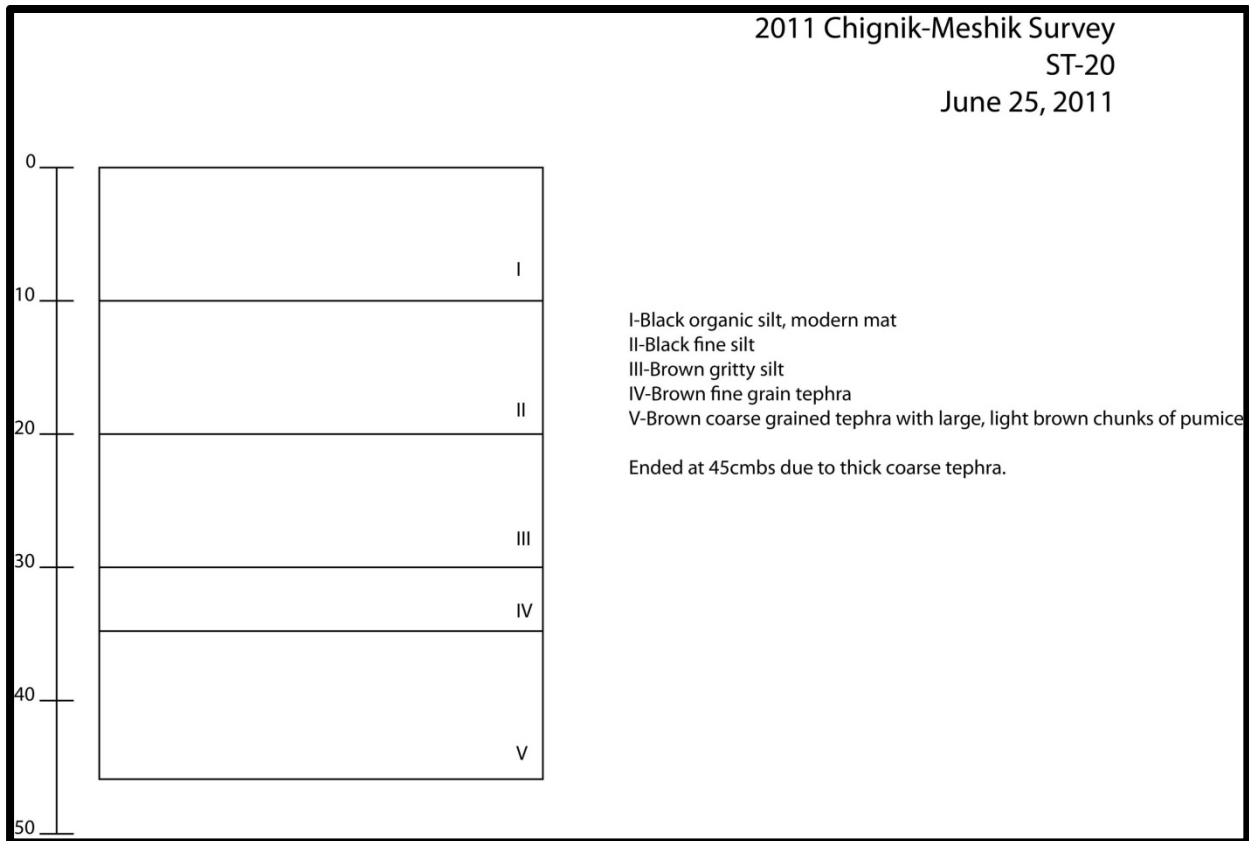 2011 Chignik-Meshik Survey
ST-20
June 25, 2011
0
10
20
30
40
50
I
II
III
IV
V
I-Black organic silt, modern mat
II-Black fine silt
III-Brown gritty silt
IV-Brown fine grain tephra
V-Brown coarse grained tephra with large, light brown chunks of pumice
Ended at 45cmbs due to thick coarse tephra.